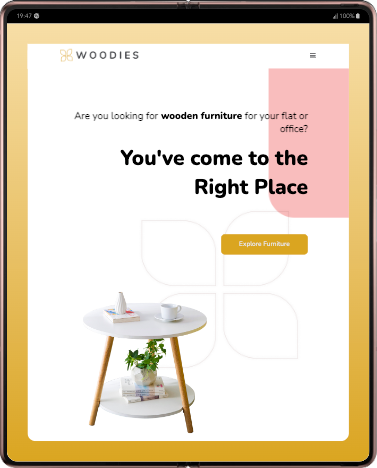 19:47
100%
WOODIES
Are you looking for wooden furniture for your flat or
office?
You've come to the
Right Place
Explore Furniture